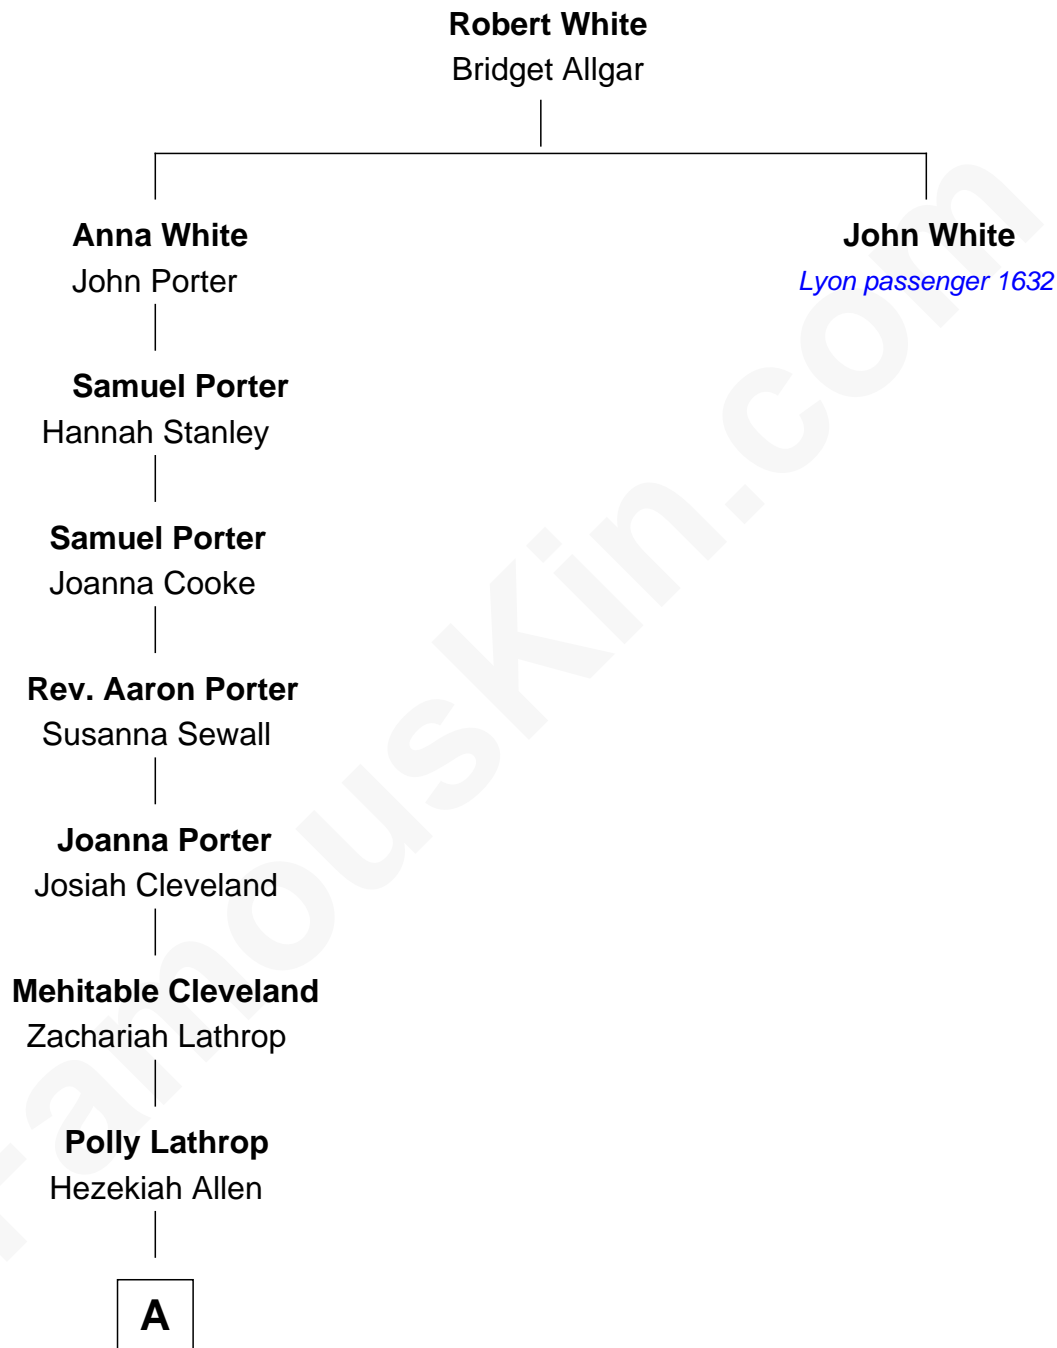 Robert White
Bridget Allgar
Anna White
John Porter
John White
Lyon passenger 1632
Samuel Porter
Hannah Stanley
Samuel Porter
Joanna Cooke
Rev. Aaron Porter
Susanna Sewall
Joanna Porter
Josiah Cleveland
Mehitable Cleveland
Zachariah Lathrop
Polly Lathrop
Hezekiah Allen
A
FamousKin.com